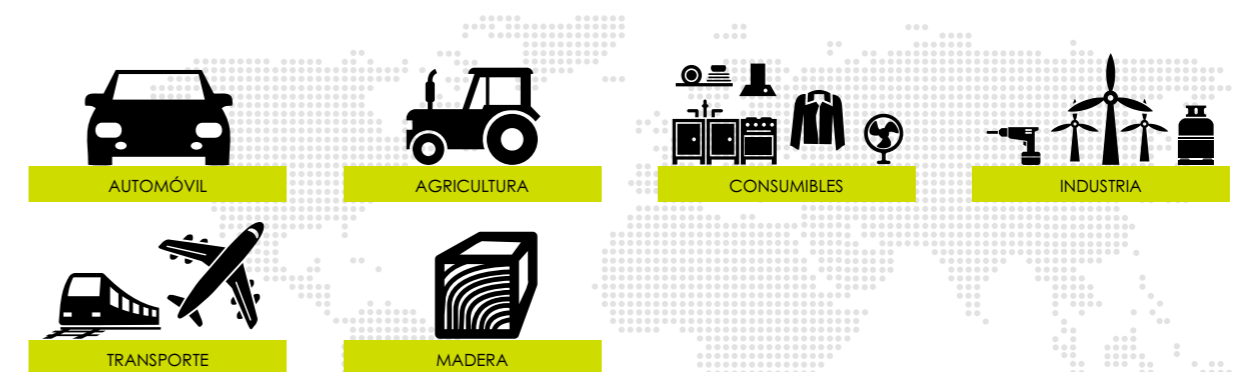 AUTOMÓVIL
AGRICULTURA
CONSUMIBLES
INDUSTRIA
TRANSPORTE
MADERA